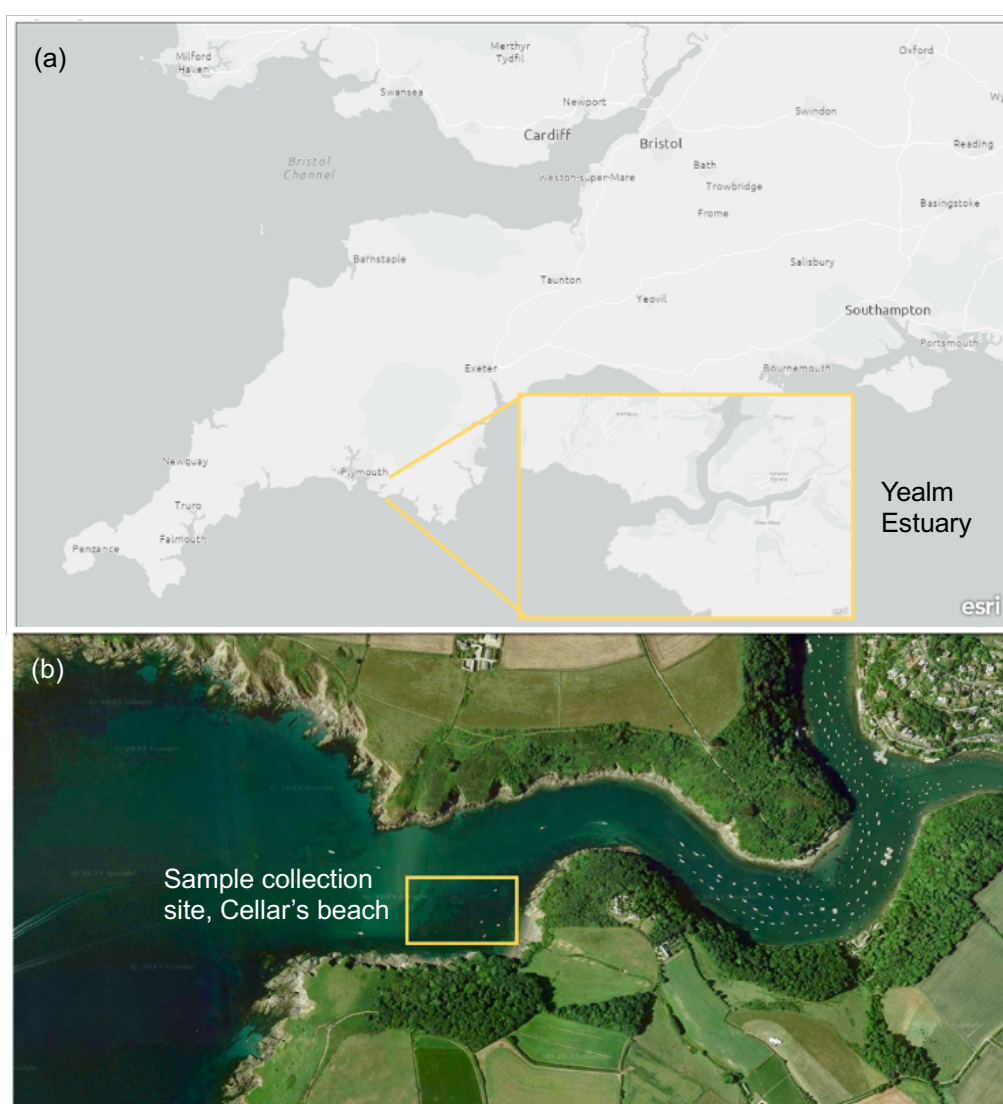 (a)
Milford
Haven
Merthyr
Tydfil
Oxford
Swansea
Newport
Swindon
Cardiff
Bristol
Reading
Bristol
Channel
Bath
Weston-super-Mare
Trowbridge
Basingstoke
Frome
Barnstaple
Salisbury
Taunton
Yeovil
Southampton
Portsmouth
Exeter
Bournemouth
Newquay
Plymouth
Yealm
Estuary
Truro
Falmouth
Penzance
esri
esri
(b)
Sample collection
site, Cellar's beach